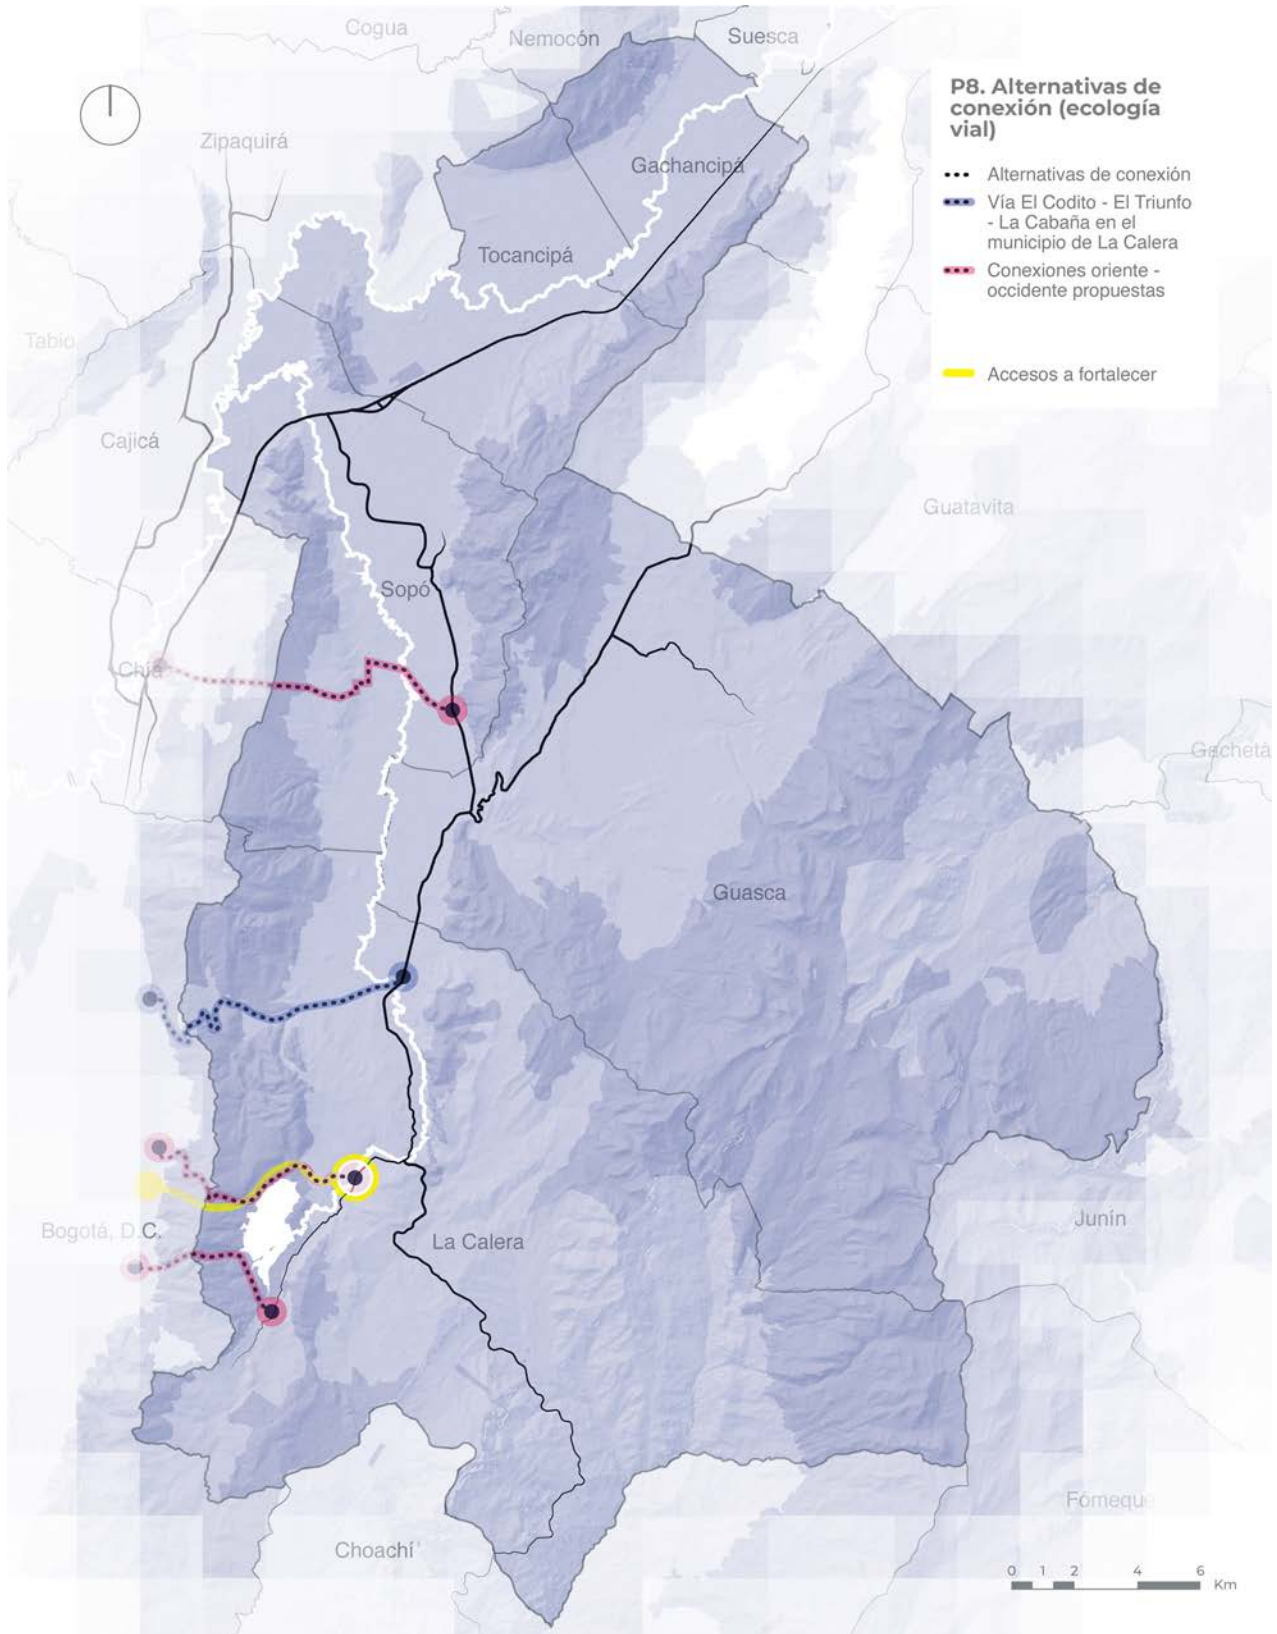 Cogua
Nemocón
Suesca
P8. Alternativas de
conexión (ecología
vial)
Zipaquirá
Gachancipá
Alternativas de conexión
Vía El Codito - El Triunfo
- La Cabaña en el
municipio de La Calera
Tocancipá
Conexiones oriente -
occidente propuestas
Tabio
Accesos a fortalecer
Cajicá
Guatavita
Sopó
Chía
Gachetá
Guasca
Junín
Bogotá, D.C.
La Calera
Fómeque
Choachí
0 1 2 4 6 Km